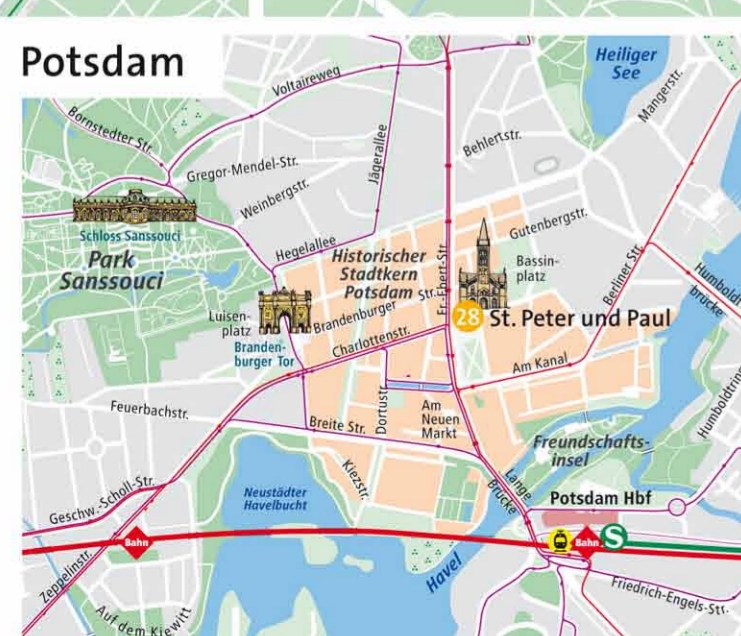 Potsdam
Heiliger
See
Voltaireweg
Mangerstr.
Bornstedter Str.
Jägerallee
Behlertstr.
Gregor-Mendel-Str.
Weinbergstr.
Gutenbergstr.
Schloss Sanssouci
Hegelallee
Historischer
Stadtkern
Potsdam
Fr.-Ebert-Str.
Bassin-
platz
Berliner Str.
Park
Sanssouci
Humboldt
brücke
Luisen-
platz
Brandenburger Str.
28 St. Peter und Paul
Branden-
burger Tor
Charlottenstr.
Am Kanal
Dortustr.
Feuerbachstr.
Am
Neuen
Markt
Humboldtring
Breite Str.
Freundschafts-
insel
Kiezstr.
Lange
Brücke
Neustädter
Havelbucht
Geschw.-Scholl-Str.
Potsdam Hbf
Bahn
Bahn
S
Zeppelinstr.
Havel
Friedrich-Engels-Str.
Auf dem Kiewitt